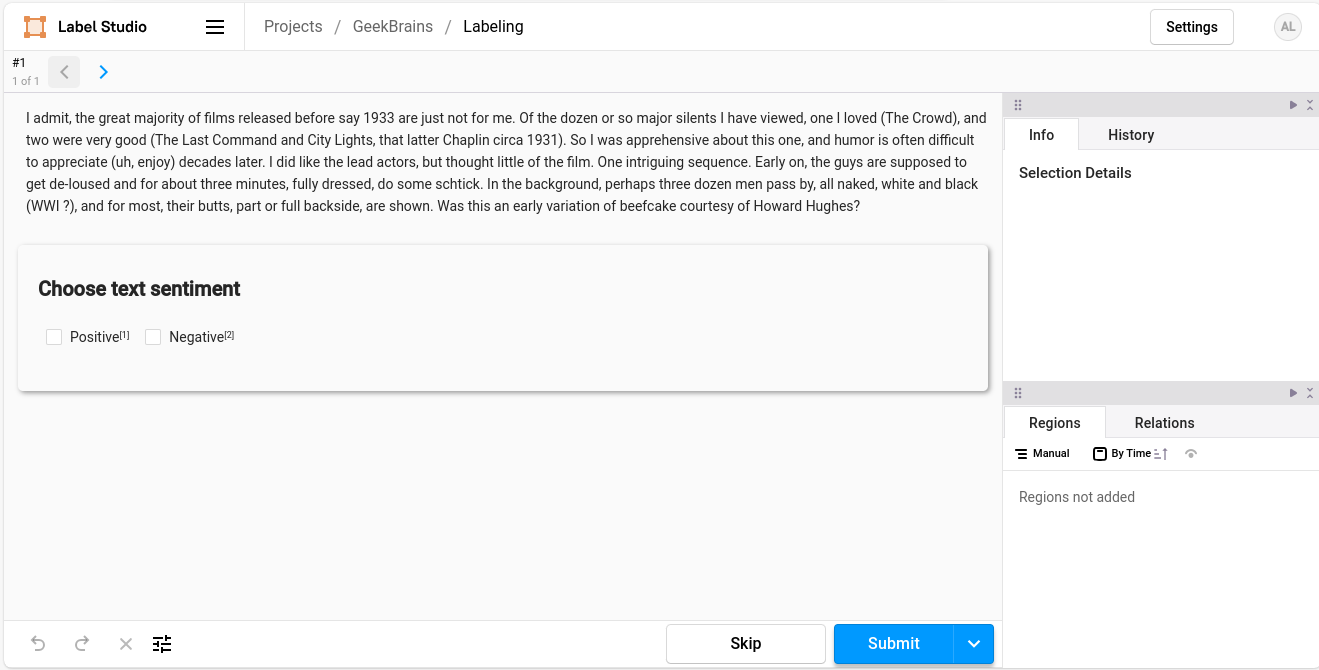 Label Studio
Projects / GeekBrains / Labeling
Settings
AL
#1
1 of 1
I admit, the great majority of films released before say 1933 are just not for me. Of the dozen or so major silents I have viewed, one I loved (The Crowd), and
two were very good (The Last Command and City Lights, that latter Chaplin circa 1931). So I was apprehensive about this one, and humor is often difficult
to appreciate (uh, enjoy) decades later. I did like the lead actors, but thought little of the film. One intriguing sequence. Early on, the guys are supposed to
get de-loused and for about three minutes, fully dressed, do some schtick. In the background, perhaps three dozen men pass by, all naked, white and black
(WWI ?), and for most, their butts, part or full backside, are shown. Was this an early variation of beefcake courtesy of Howard Hughes?
Choose text sentiment
Positive[1] Negative[2]
Info History
Selection Details
Regions Relations
Manual By Time
Regions not added
Skip Submit